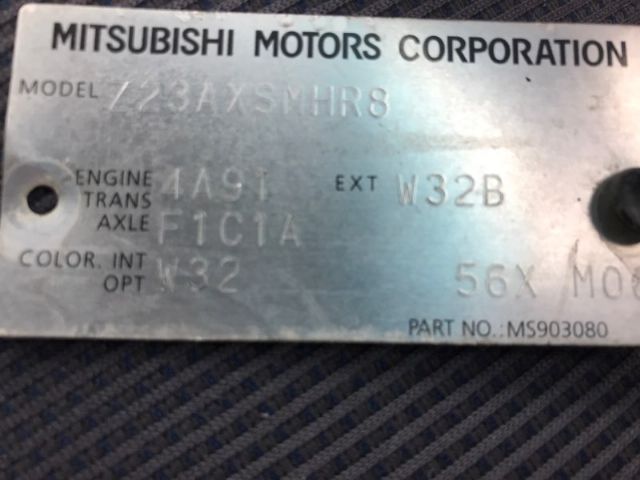 MITSUBISHI MOTORS CORPORATION
MODEL Z23AXSMHR8
ENGINE 4A91 EXT W32B
TRANS
AXLE F1C1A
COLOR. INT W32
OPT 56X
PART NO.:MS903080